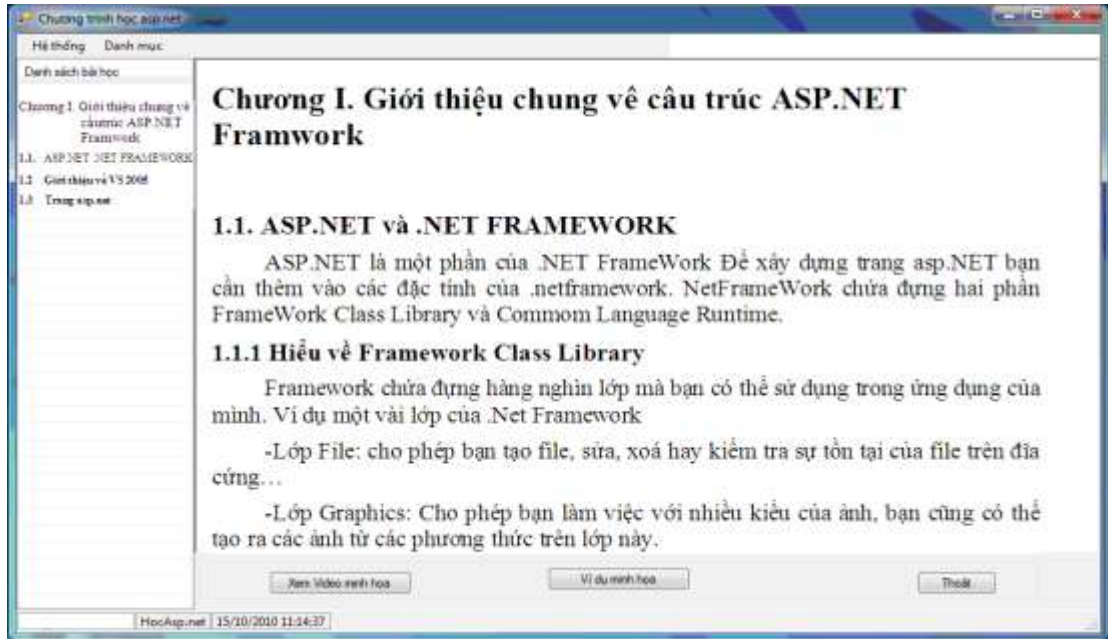 Chương trình học asp.net
Hệ thống Danh mục
Danh sách bài học
Chương I. Giới thiệu chung về
câutrúc ASP.NET
Framwork
1.1. ASP.NET .NET FRAMEWORK
1.2 Giới thiệu về VS 2005
1.3 Trang asp.net
Chương I. Giới thiệu chung vê câu trúc ASP.NET
Framwork
1.1. ASP.NET và .NET FRAMEWORK
ASP.NET là một phần của .NET FrameWork Để xây dựng trang asp.NET bạn
cần thêm vào các đặc tính của .netframework. NetFrameWork chứa đựng hai phần
FrameWork Class Library và Commom Language Runtime.
1.1.1 Hiểu về Framework Class Library
Framework chứa đựng hàng nghìn lớp mà bạn có thể sử dụng trong ứng dụng của
mình. Ví dụ một vài lớp của .Net Framework
-Lớp File: cho phép bạn tạo file, sửa, xoá hay kiểm tra sự tồn tại của file trên đĩa
cứng…
-Lớp Graphics: Cho phép bạn làm việc với nhiều kiểu của ảnh, bạn cũng có thể
tạo ra các ảnh từ các phương thức trên lớp này.
Xem Video minh hoa Ví du minh hoa Thoát
HocAsp.net 15/10/2010 11:14:37